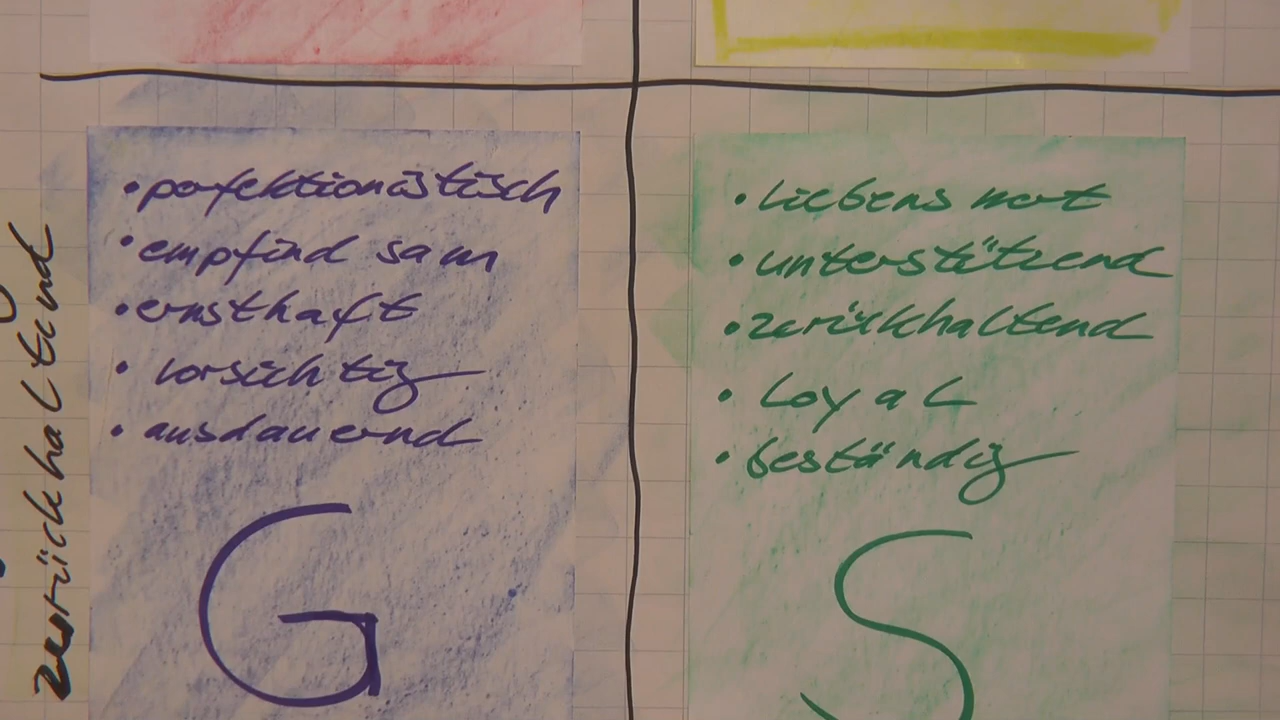 zurückhaltend
• perfektionistisch
• empfindsam
• ernsthaft
• vorsichtig
• ausdauernd
G
• liebenswert
• unterstützend
• zurückhaltend
• loyal
• beständig
S